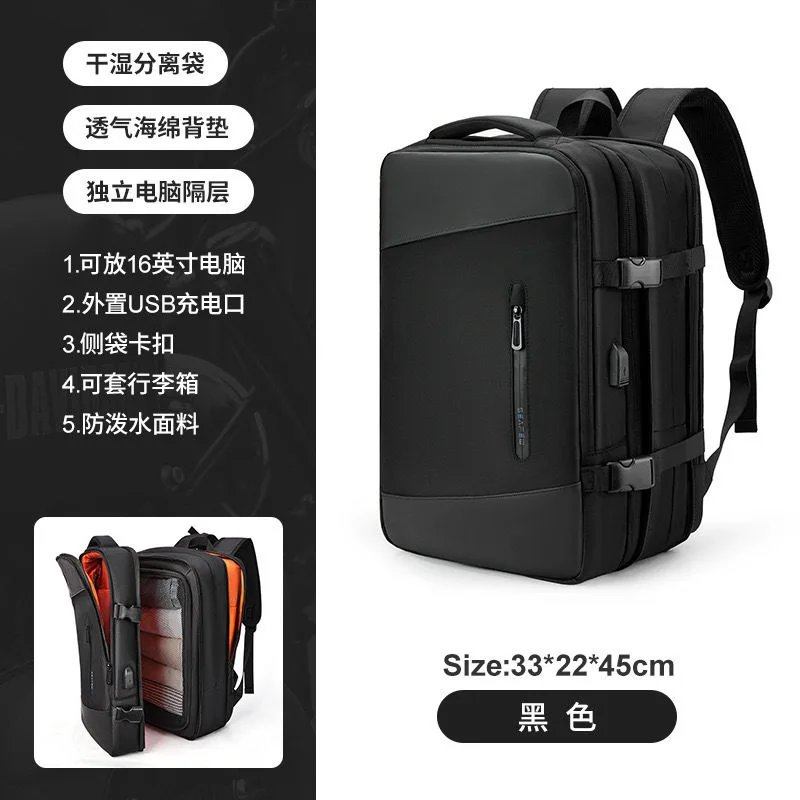 干湿分离袋
透气海绵背垫
独立电脑隔层
1.可放16英寸电脑
2.外置USB充电口
3.侧袋卡扣
4.可套行李箱
5.防泼水面料
Size:33*22*45cm
黑色